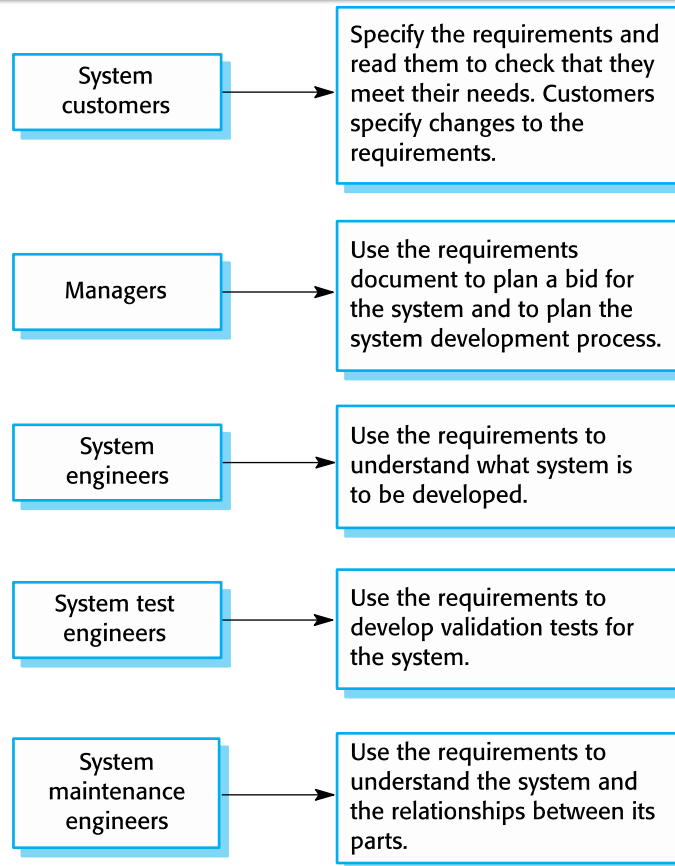 System
customers
Specify the requirements and
read them to check that they
meet their needs. Customers
specify changes to the
requirements.
Managers
Use the requirements
document to plan a bid for
the system and to plan the
system development process.
System
engineers
Use the requirements to
understand what system is
to be developed.
System test
engineers
Use the requirements to
develop validation tests for
the system.
System
maintenance
engineers
Use the requirements to
understand the system and
the relationships between its
parts.